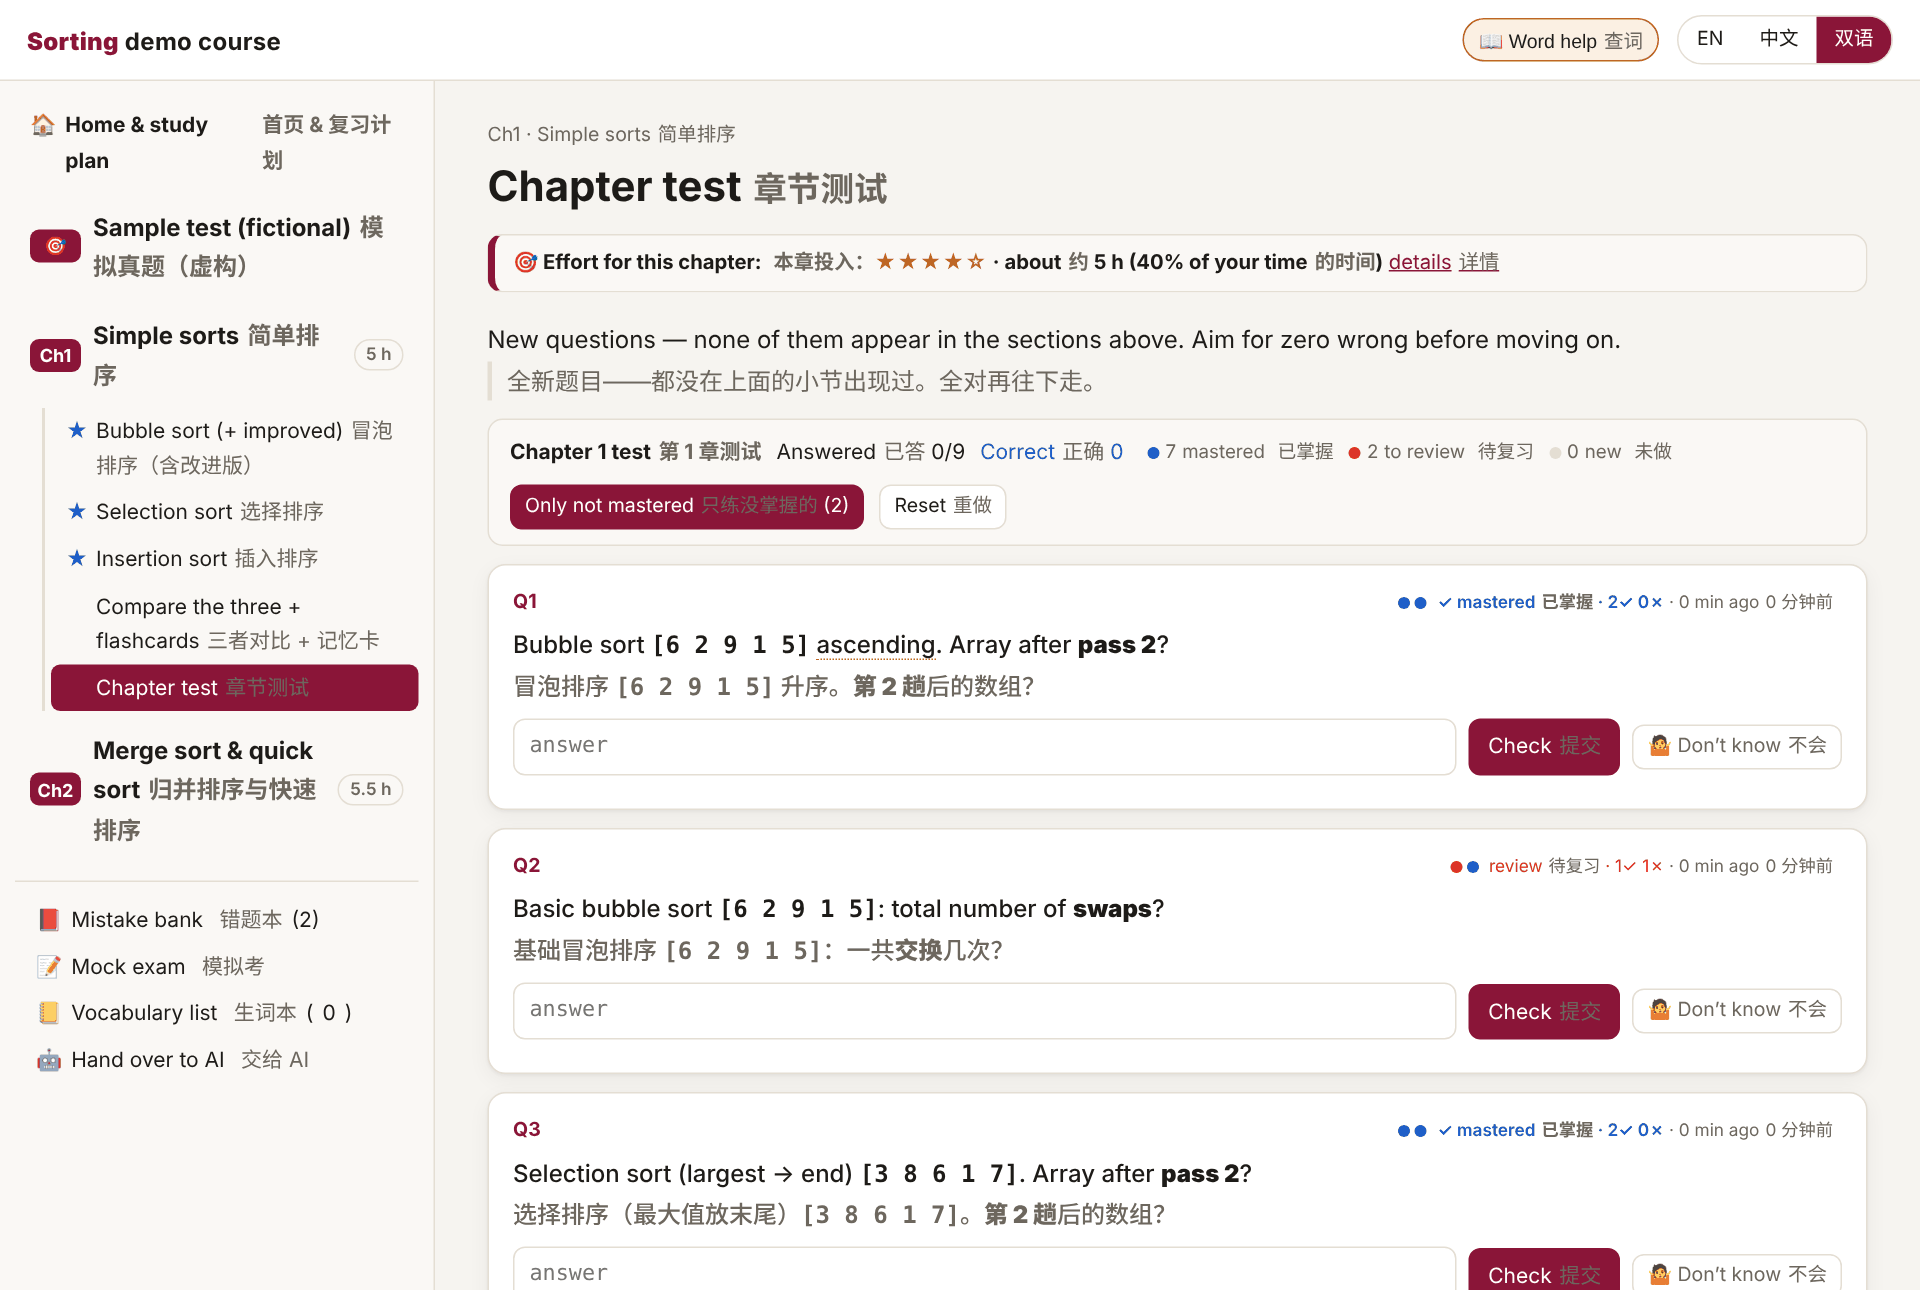 Sorting demo course
📖 Word help 查词
EN 中文 双语
🏠 Home & study plan 首页 & 复习计划
🎯 Sample test (fictional) 模拟真题（虚构）
Ch1 Simple sorts 简单排序 5 h
★ Bubble sort (+ improved) 冒泡排序（含改进版）
★ Selection sort 选择排序
★ Insertion sort 插入排序
Compare the three + flashcards 三者对比 + 记忆卡
Chapter test 章节测试
Ch2 Merge sort & quick sort 归并排序与快速排序 5.5 h
📕 Mistake bank 错题本 (2)
📝 Mock exam 模拟考
📒 Vocabulary list 生词本 ( 0 )
🤖 Hand over to AI 交给 AI
Ch1 · Simple sorts 简单排序
Chapter test 章节测试
🎯 Effort for this chapter: 本章投入： ★★★★☆ · about 约 5 h (40% of your time 的时间) details 详情
New questions — none of them appear in the sections above. Aim for zero wrong before moving on.
全新题目——都没在上面的小节出现过。全对再往下走。
Chapter 1 test 第 1 章测试 Answered 已答 0/9 Correct 正确 0 ● 7 mastered 已掌握 ● 2 to review 待复习 ● 0 new 未做
Only not mastered 只练没掌握的 (2) Reset 重做
Q1 ●● ✓ mastered 已掌握 · 2✓ 0× · 0 min ago 0 分钟前
Bubble sort [6 2 9 1 5] ascending. Array after pass 2?
冒泡排序 [6 2 9 1 5] 升序。第 2 趟后的数组？
answer Check 提交 🤷 Don’t know 不会
Q2 ●● review 待复习 · 1✓ 1× · 0 min ago 0 分钟前
Basic bubble sort [6 2 9 1 5]: total number of swaps?
基础冒泡排序 [6 2 9 1 5]：一共交换几次？
answer Check 提交 🤷 Don’t know 不会
Q3 ●● ✓ mastered 已掌握 · 2✓ 0× · 0 min ago 0 分钟前
Selection sort (largest → end) [3 8 6 1 7]. Array after pass 2?
选择排序（最大值放末尾）[3 8 6 1 7]。第 2 趟后的数组？
answer Check 提交 🤷 Don’t know 不会